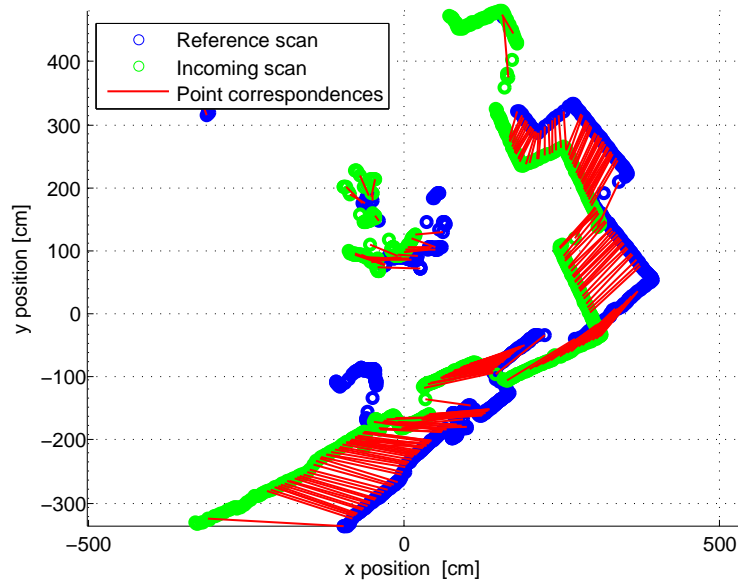 Reference scan
Incoming scan
Point correspondences
400
300
200
100
0
−100
−200
−300
−500
0
500
y position [cm]
x position [cm]